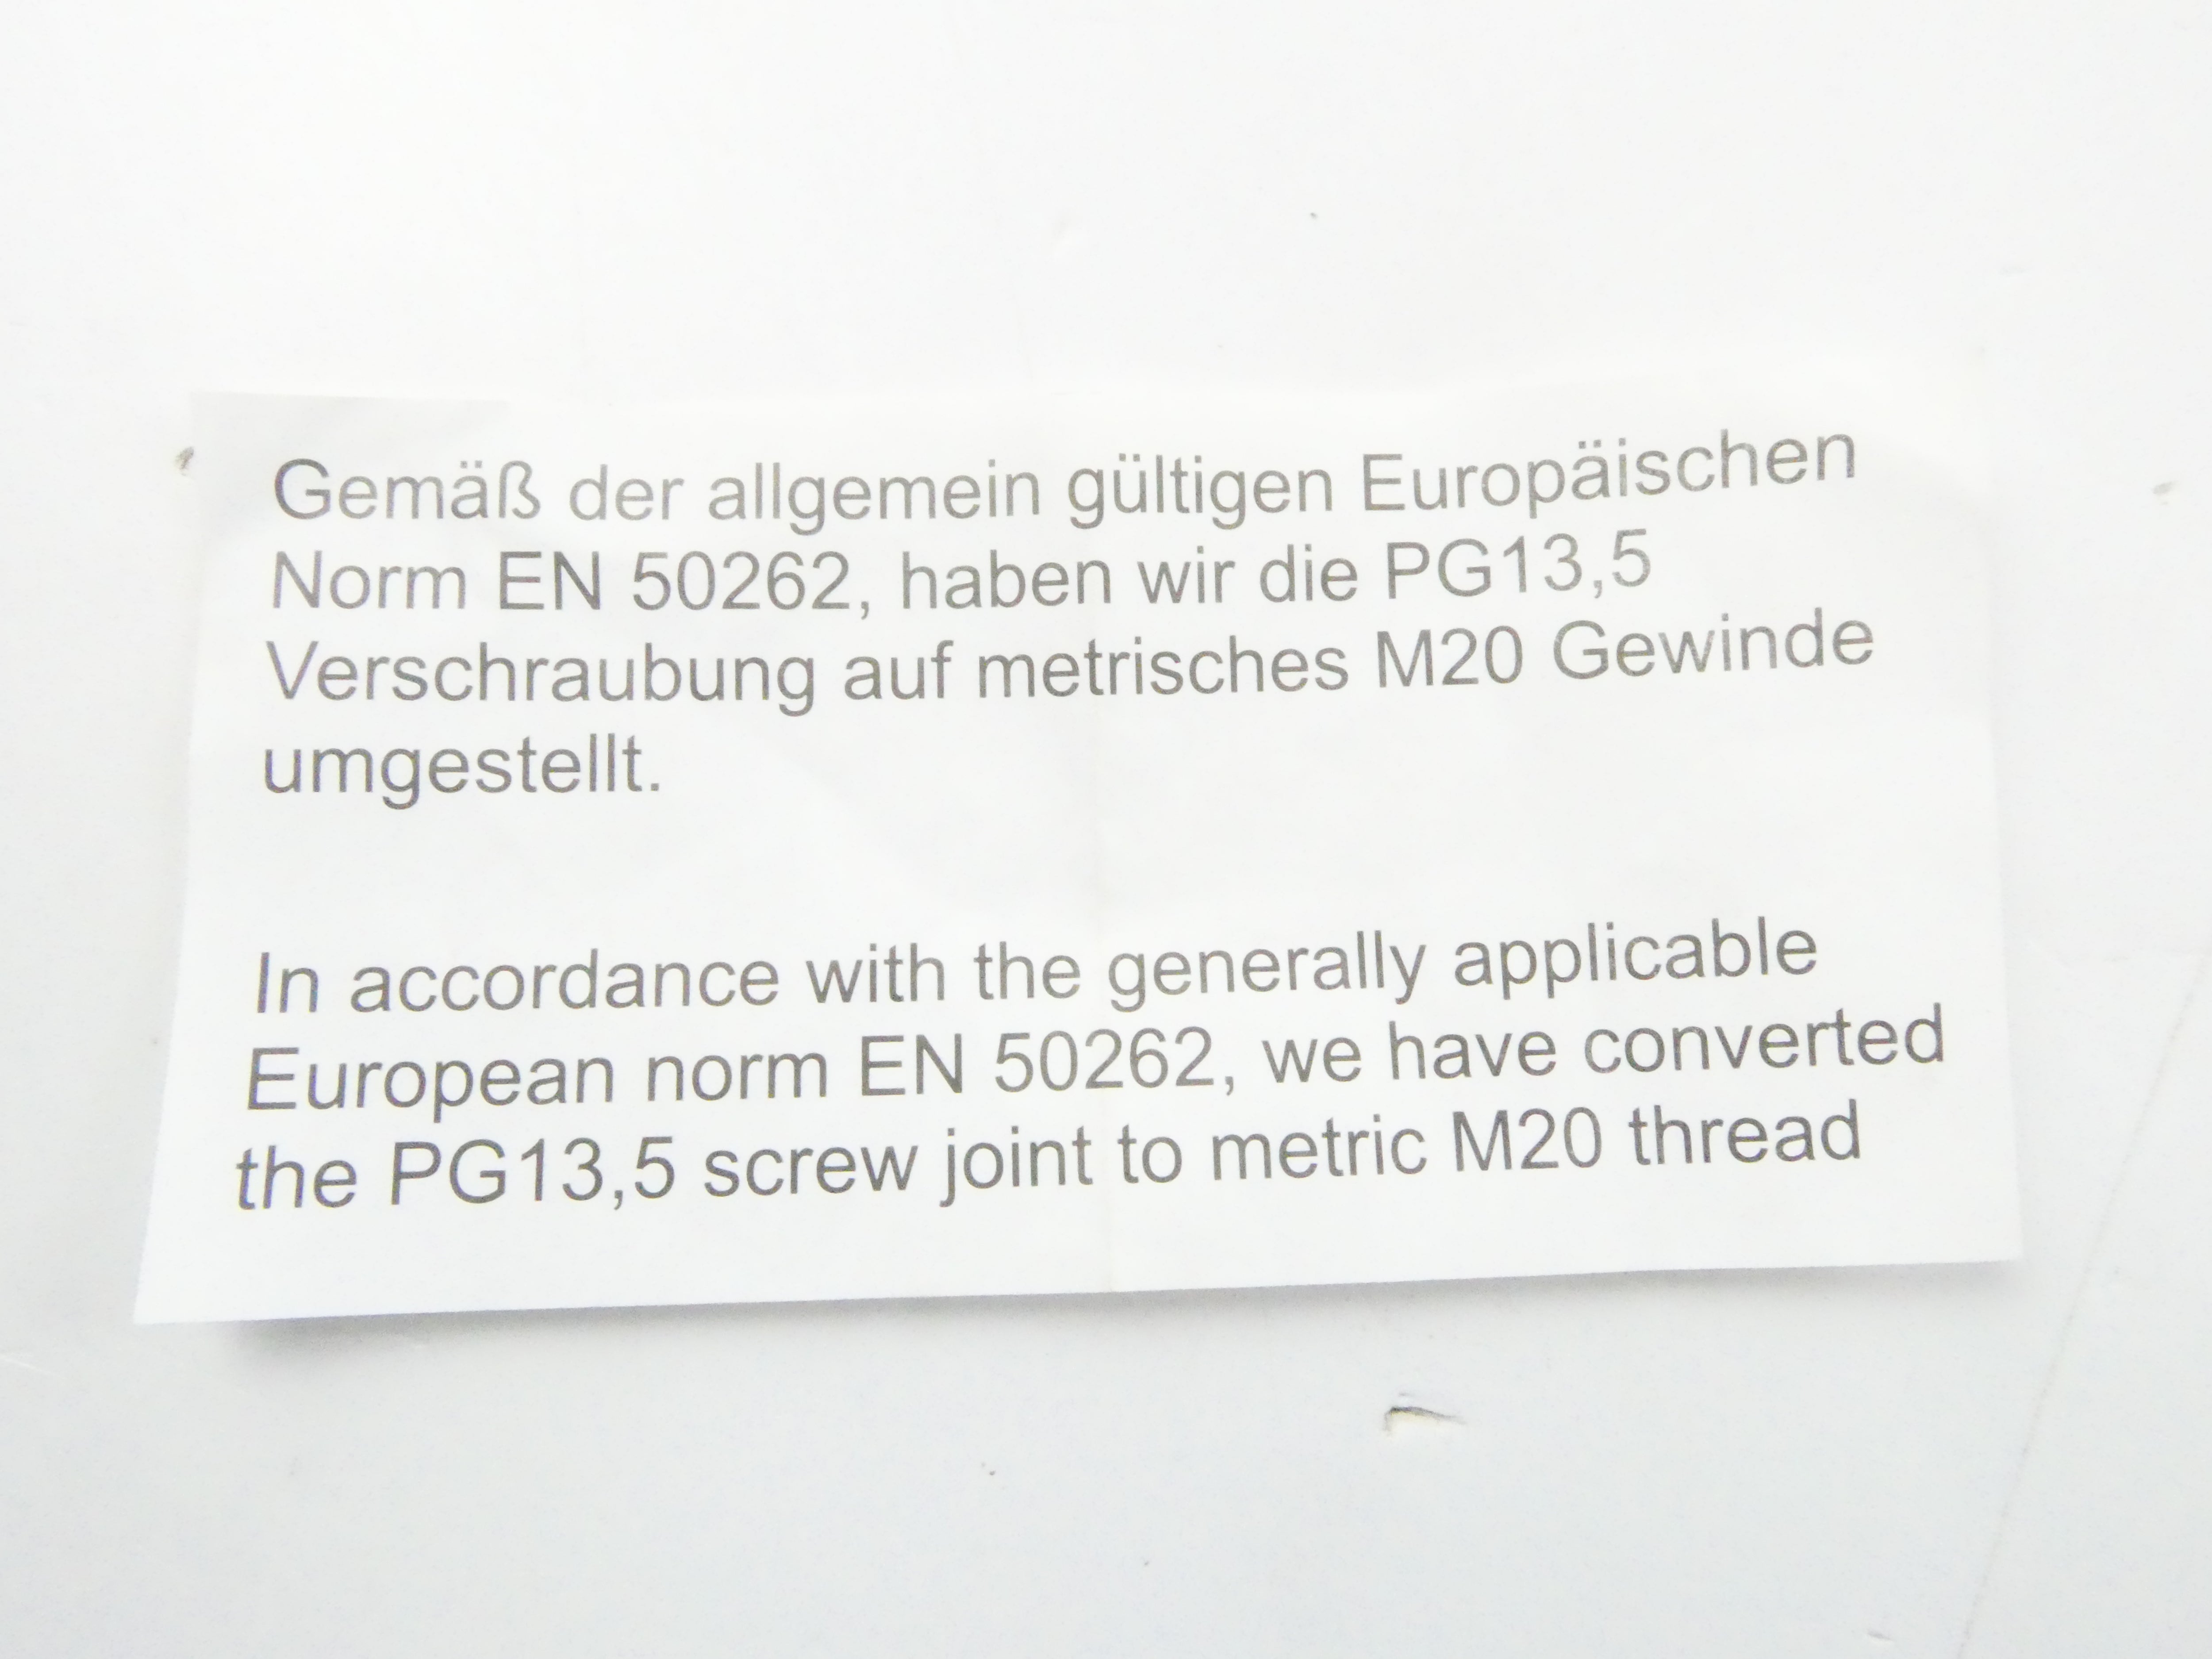 Gemäß der allgemein gültigen Europäischen
Norm EN 50262, haben wir die PG13,5
Verschraubung auf metrisches M20 Gewinde
umgestellt.
In accordance with the generally applicable
European norm EN 50262, we have converted
the PG13,5 screw joint to metric M20 thread